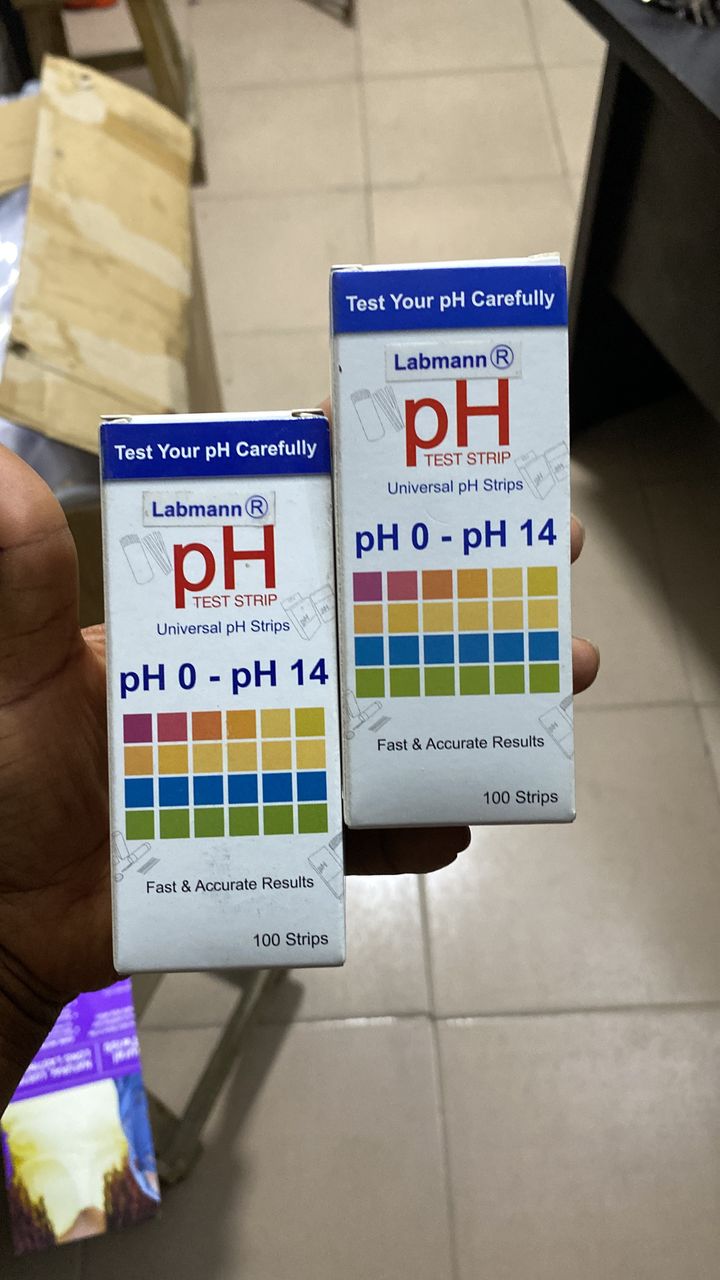 Test Your pH Carefully
Labmann®
pH
TEST STRIP
Universal pH Strips
pH 0 - pH 14
Fast & Accurate Results
100 Strips
Test Your pH Carefully
Labmann®
pH
TEST STRIP
Universal pH Strips
pH 0 - pH 14
Fast & Accurate Results
100 Strips